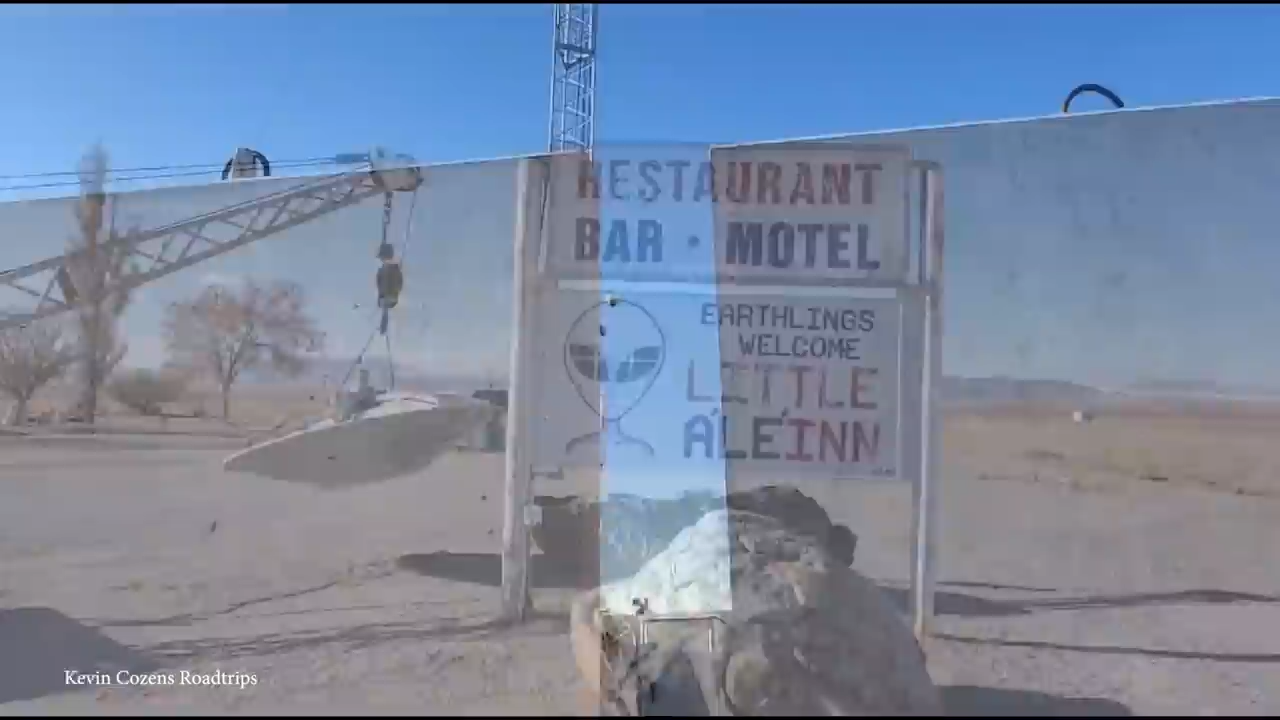 RESTAURANT
BAR · MOTEL
EARTHLINGS
WELCOME
LITTLE
A'LE'INN
Kevin Cozens Roadtrips